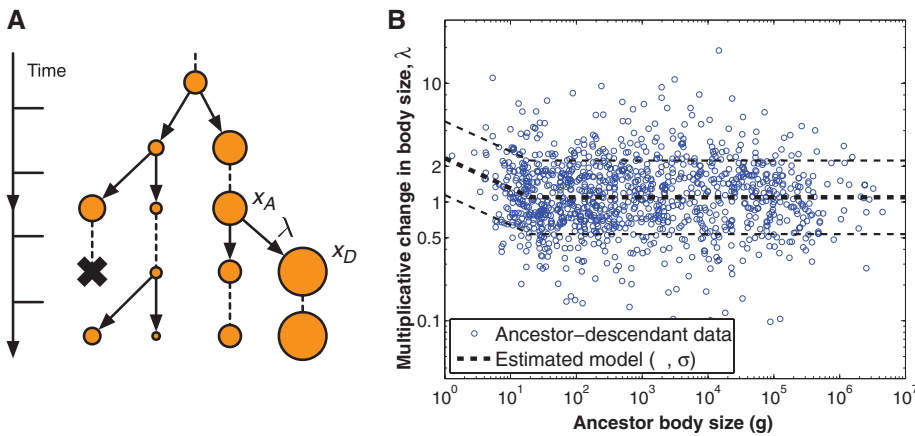 A
Time
x_A
λ
x_D
B
Multiplicative change in body size, λ
10
2
1
0.5
0.1
Ancestor-descendant data
Estimated model ( , σ)
10^0
10^1
10^2
10^3
10^4
10^5
10^6
10^7
Ancestor body size (g)